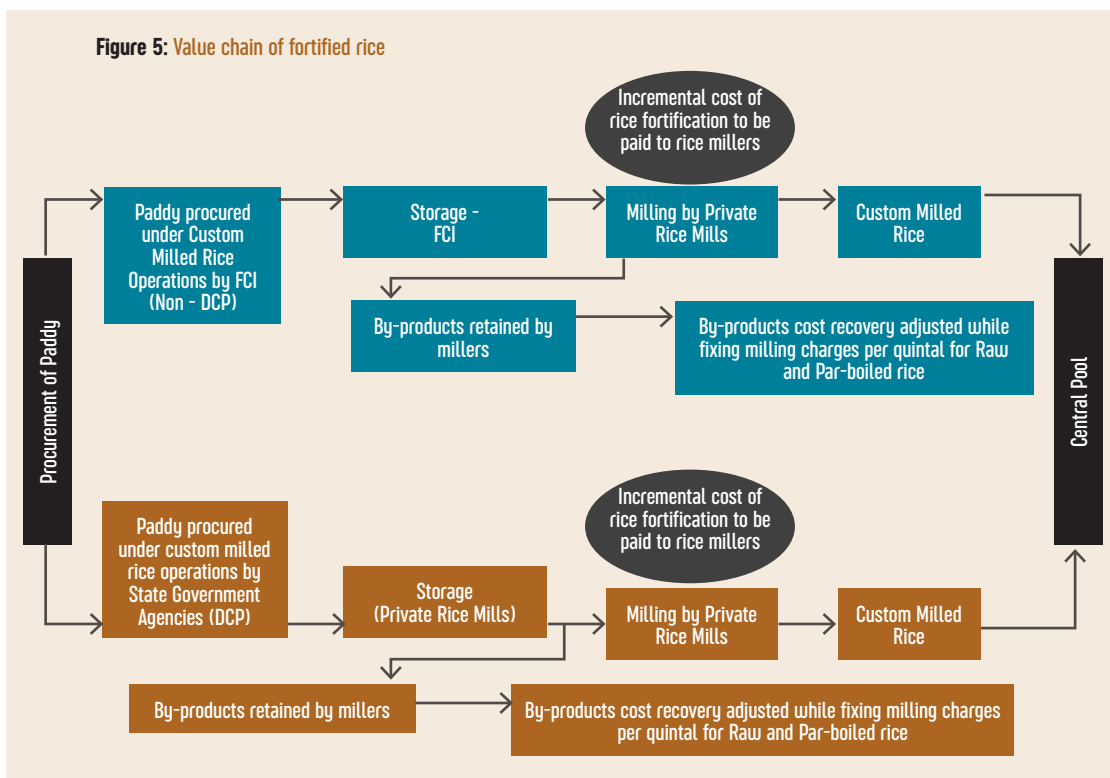 Figure 5: Value chain of fortified rice
Incremental cost of
rice fortification to be
paid to rice millers
Procurement of Paddy
Paddy procured
under Custom
Milled Rice
Operations by FCI
(Non - DCP)
Storage -
FCI
Milling by Private
Rice Mills
Custom Milled
Rice
By-products retained by
millers
By-products cost recovery adjusted while
fixing milling charges per quintal for Raw
and Par-boiled rice
Central Pool
Incremental cost of
rice fortification to be
paid to rice millers
Paddy procured
under custom milled
rice operations by
State Government
Agencies (DCP)
Storage
(Private Rice Mills)
Milling by Private
Rice Mills
Custom Milled
Rice
By-products retained by millers
By-products cost recovery adjusted while fixing milling charges
per quintal for Raw and Par-boiled rice